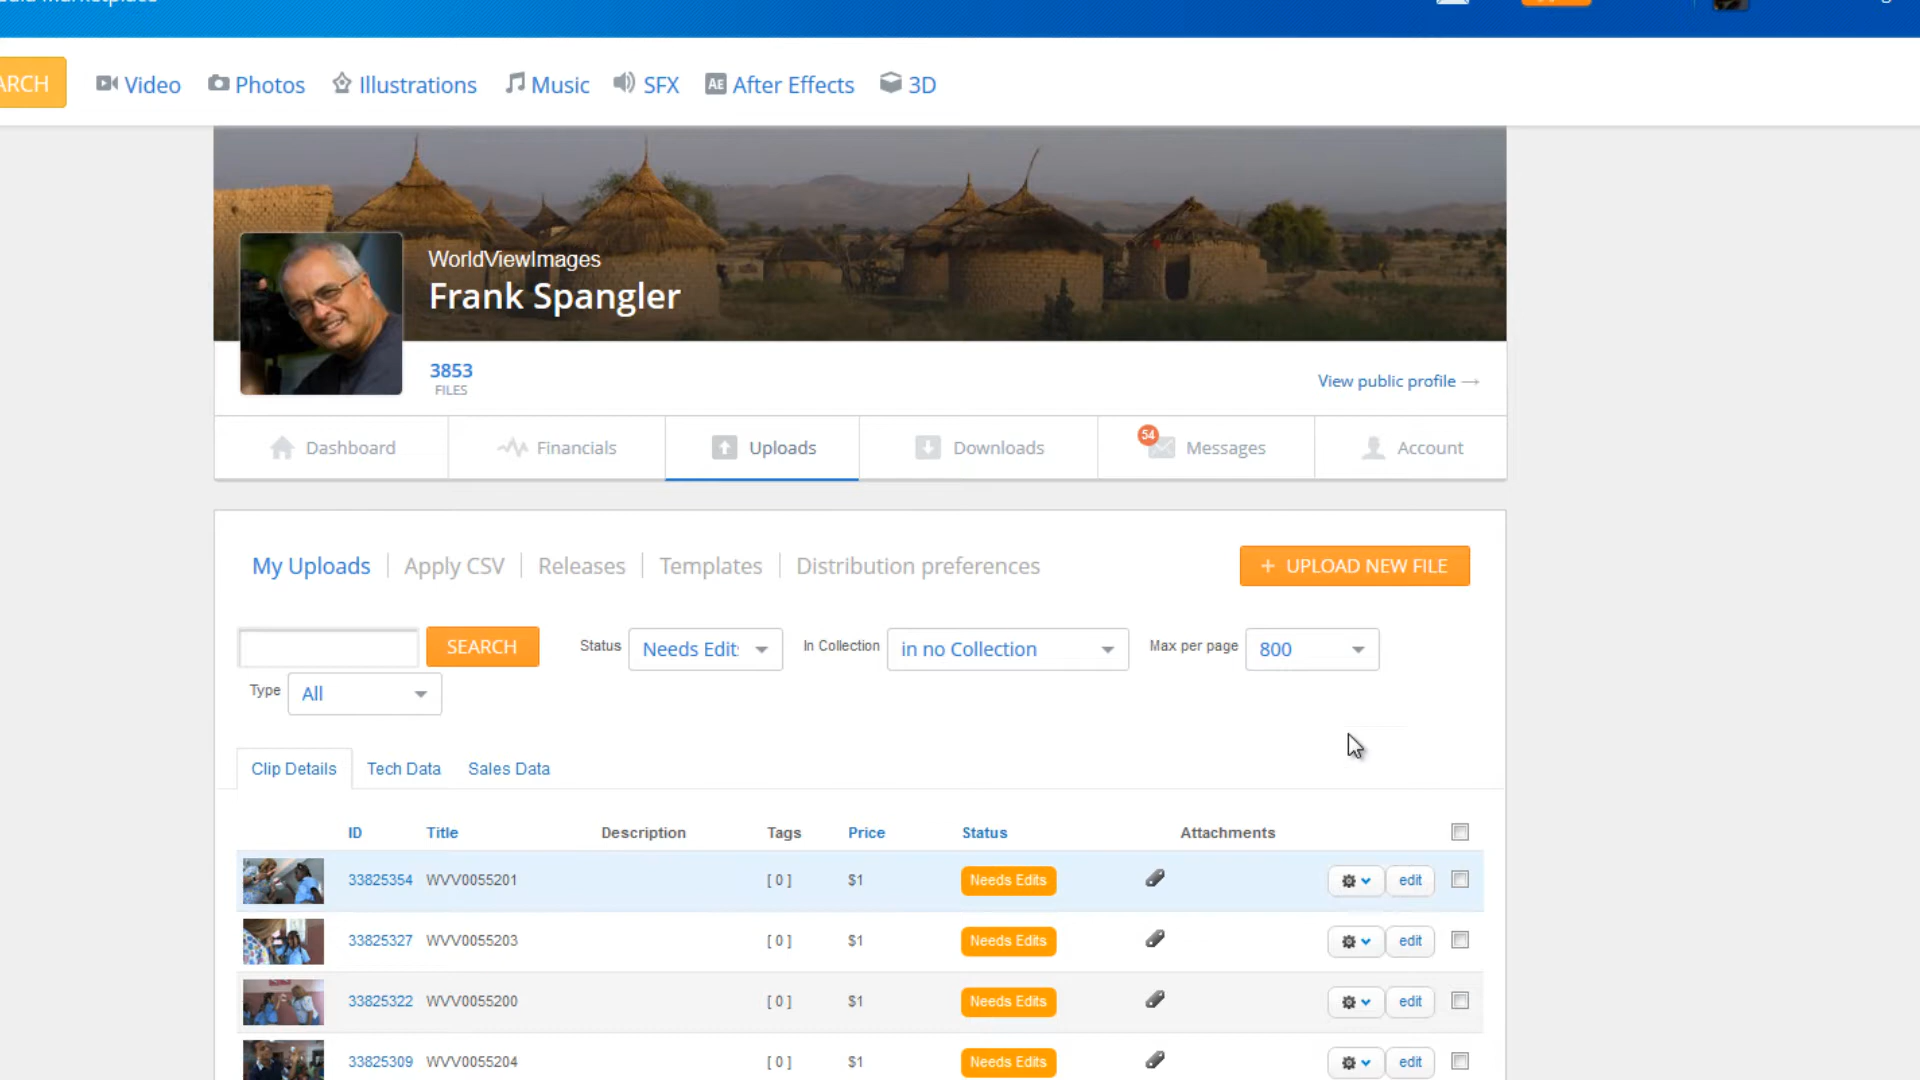 ARCH
Video
Photos
Illustrations
Music
SFX
AE After Effects
3D
WorldViewImages
Frank Spangler
3853
FILES
View public profile →
Dashboard
Financials
Uploads
Downloads
54
Messages
Account
My Uploads
Apply CSV
Releases
Templates
Distribution preferences
+ UPLOAD NEW FILE
SEARCH
Status
Needs Edit
In Collection
in no Collection
Max per page
800
Type
All
Clip Details
Tech Data
Sales Data
ID Title Description Tags Price Status Attachments
33825354 WVV0055201 [ 0 ] $1 Needs Edits edit
33825327 WVV0055203 [ 0 ] $1 Needs Edits edit
33825322 WVV0055200 [ 0 ] $1 Needs Edits edit
33825309 WVV0055204 [ 0 ] $1 Needs Edits edit